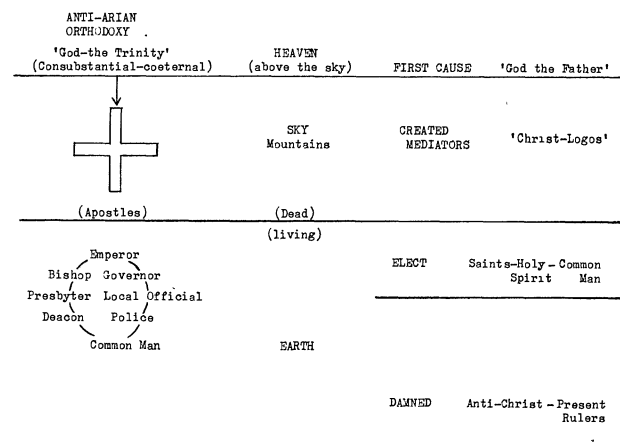 ANTI-ARIAN
ORTHODOXY .
'God-the Trinity' HEAVEN
(Consubstantial-coeternal) (above the sky) FIRST CAUSE 'God the Father'
SKY CREATED
Mountains MEDIATORS 'Christ-Logos'
(Apostles) (Dead)
(living)
Emperor
Bishop Governor ELECT Saints-Holy-Common
Spirit Man
Presbyter Local Official
Deacon Police
Common Man EARTH
DAMNED Anti-Christ-Present
Rulers